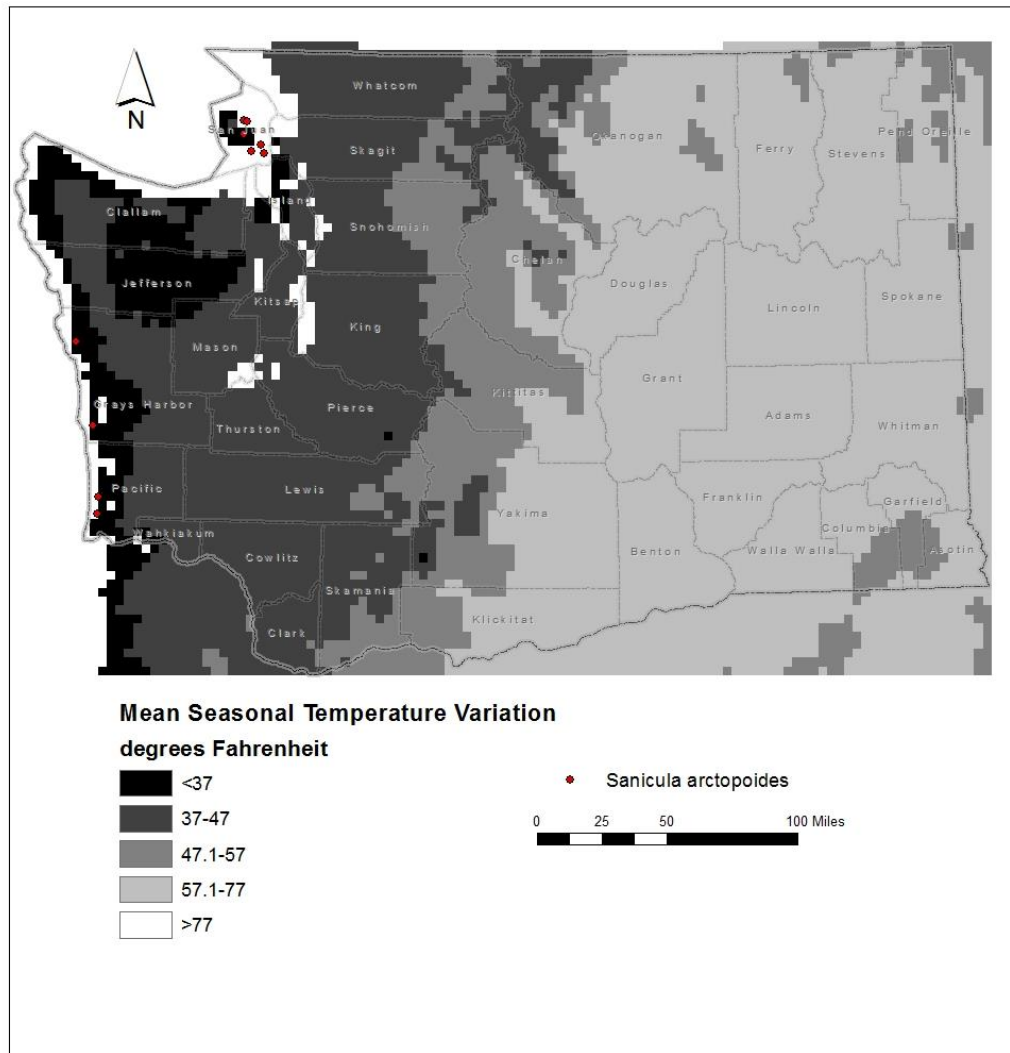 Whatcom
N
San Juan
Okanogan
Pend Oreille
Skagit
Ferry
Stevens
Island
Clallam
Snohomish
Chelan
Jefferson
Douglas
Kitsap
Lincoln
Spokane
King
Mason
Grant
Kittitas
Grays Harbor
Pierce
Adams
Thurston
Whitman
Pacific
Lewis
Franklin
Garfield
Yakima
Wahkiakum
Columbia
Cowlitz
Benton
Walla Walla
Asotin
Skamania
Klickitat
Clark
Mean Seasonal Temperature Variation
degrees Fahrenheit
<37
37-47
47.1-57
57.1-77
>77
Sanicula arctopoides
0 25 50 100 Miles